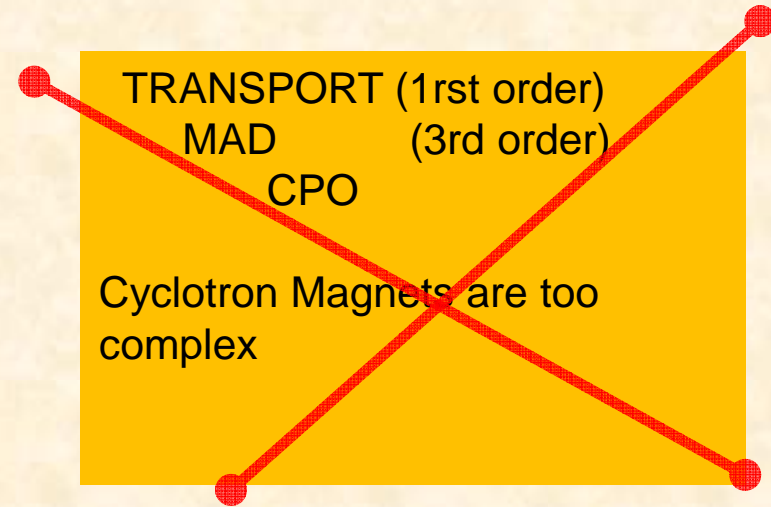 TRANSPORT (1rst order)
MAD (3rd order)
CPO
Cyclotron Magnets are too
complex